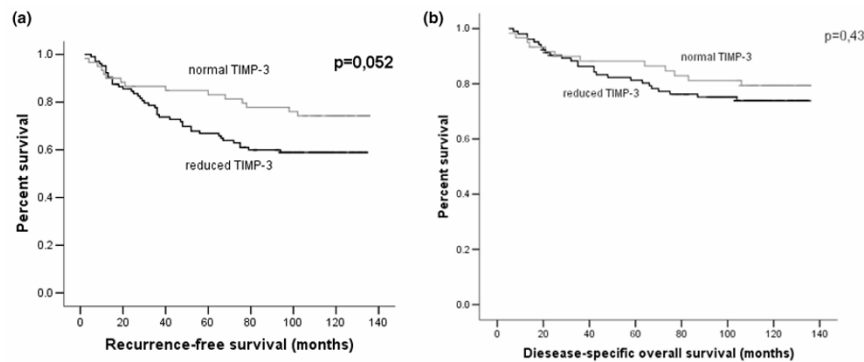 (a)
1.0
0.8
0.6
0.4
0.2
0.0
Percent survival
normal TIMP-3
p=0,052
reduced TIMP-3
0 20 40 60 80 100 120 140
Recurrence-free survival (months)
(b)
1.0
0.8
0.6
0.4
0.2
0.0
Percent survival
p=0,43
normal TIMP-3
reduced TIMP-3
0 20 40 60 80 100 120 140
Diesease-specific overall survival (months)